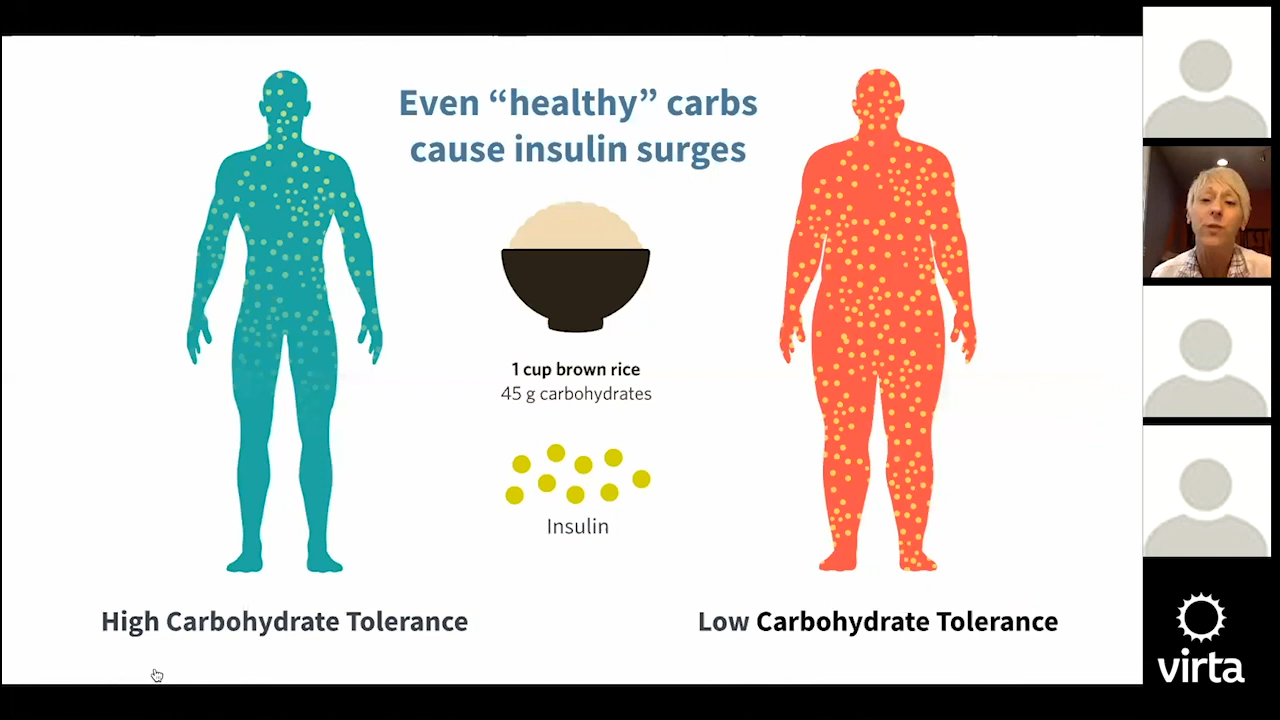 Even “healthy” carbs
cause insulin surges
1 cup brown rice
45 g carbohydrates
Insulin
High Carbohydrate Tolerance
Low Carbohydrate Tolerance
virta